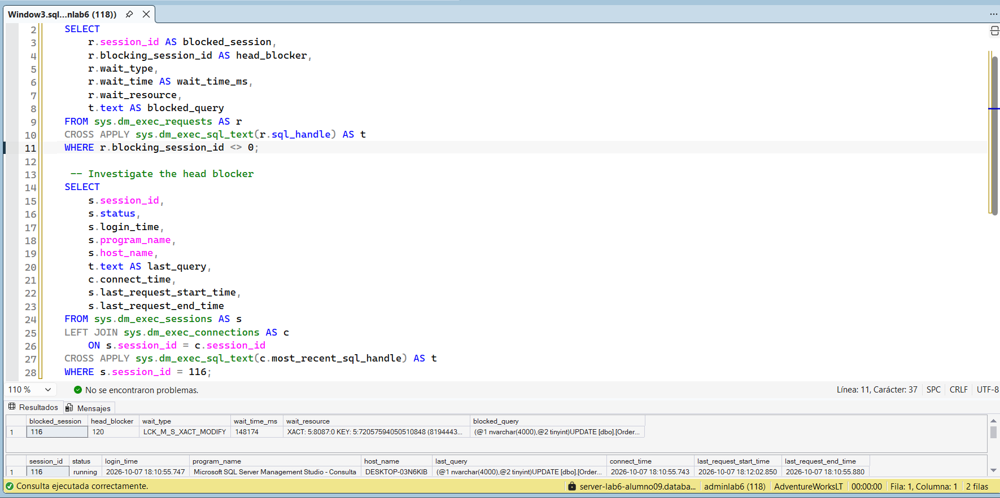 Window3.sql...nlab6 (118))
2 SELECT
3 r.session_id AS blocked_session,
4 r.blocking_session_id AS head_blocker,
5 r.wait_type,
6 r.wait_time AS wait_time_ms,
7 r.wait_resource,
8 t.text AS blocked_query
9 FROM sys.dm_exec_requests AS r
10 CROSS APPLY sys.dm_exec_sql_text(r.sql_handle) AS t
11 WHERE r.blocking_session_id <> 0;
12
13 -- Investigate the head blocker
14 SELECT
15 s.session_id,
16 s.status,
17 s.login_time,
18 s.program_name,
19 s.host_name,
20 t.text AS last_query,
21 c.connect_time,
22 s.last_request_start_time,
23 s.last_request_end_time
24 FROM sys.dm_exec_sessions AS s
25 LEFT JOIN sys.dm_exec_connections AS c
26 ON s.session_id = c.session_id
27 CROSS APPLY sys.dm_exec_sql_text(c.most_recent_sql_handle) AS t
28 WHERE s.session_id = 116;
110 % No se encontraron problemas. Línea: 11, Carácter: 37 SPC CRLF UTF-8
Resultados Mensajes
blocked_session head_blocker wait_type wait_time_ms wait_resource blocked_query
1 116 120 LCK_M_S_XACT_MODIFY 148174 XACT: 5:8087:0 KEY: 5:72057594050510848 (8194443... (@1 nvarchar(4000),@2 tinyint)UPDATE [dbo].[Order...
session_id status login_time program_name host_name last_query connect_time last_request_start_time last_request_end_time
1 116 running 2026-10-07 18:10:55.747 Microsoft SQL Server Management Studio - Consulta DESKTOP-03N6KIB (@1 nvarchar(4000),@2 tinyint)UPDATE [dbo].[Order... 2026-10-07 18:10:55.743 2026-10-07 18:12:02.850 2026-10-07 18:10:55.880
Consulta ejecutada correctamente. server-lab6-alumno09.databa... adminlab6 (118) AdventureWorksLT 00:00:00 Fila: 1, Columna: 1 2 filas